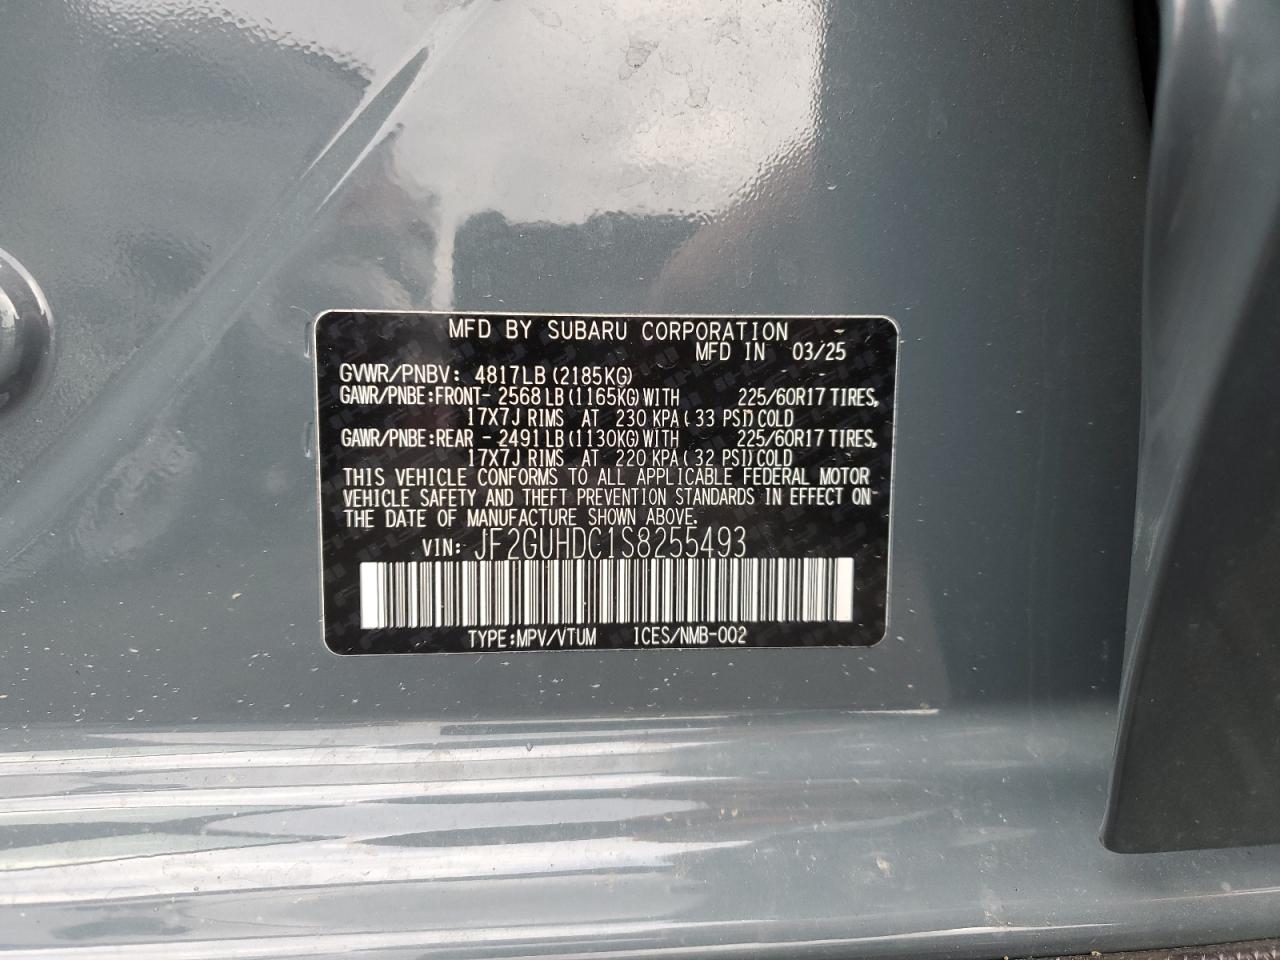 MFD BY SUBARU CORPORATION
MFD IN 03/25
GVWR/PNBV: 4817LB (2185KG)
GAWR/PNBE:FRONT- 2568 LB (1165KG) WITH 225/60R17 TIRES,
17X7J RIMS AT 230 KPA ( 33 PSI) COLD
GAWR/PNBE:REAR - 2491 LB (1130KG) WITH 225/60R17 TIRES,
17X7J RIMS AT 220 KPA ( 32 PSI) COLD
THIS VEHICLE CONFORMS TO ALL APPLICABLE FEDERAL MOTOR
VEHICLE SAFETY AND THEFT PREVENTION STANDARDS IN EFFECT ON
THE DATE OF MANUFACTURE SHOWN ABOVE.
VIN: JF2GUHDC1S8255493
TYPE:MPV/VTUM ICES/NMB-002